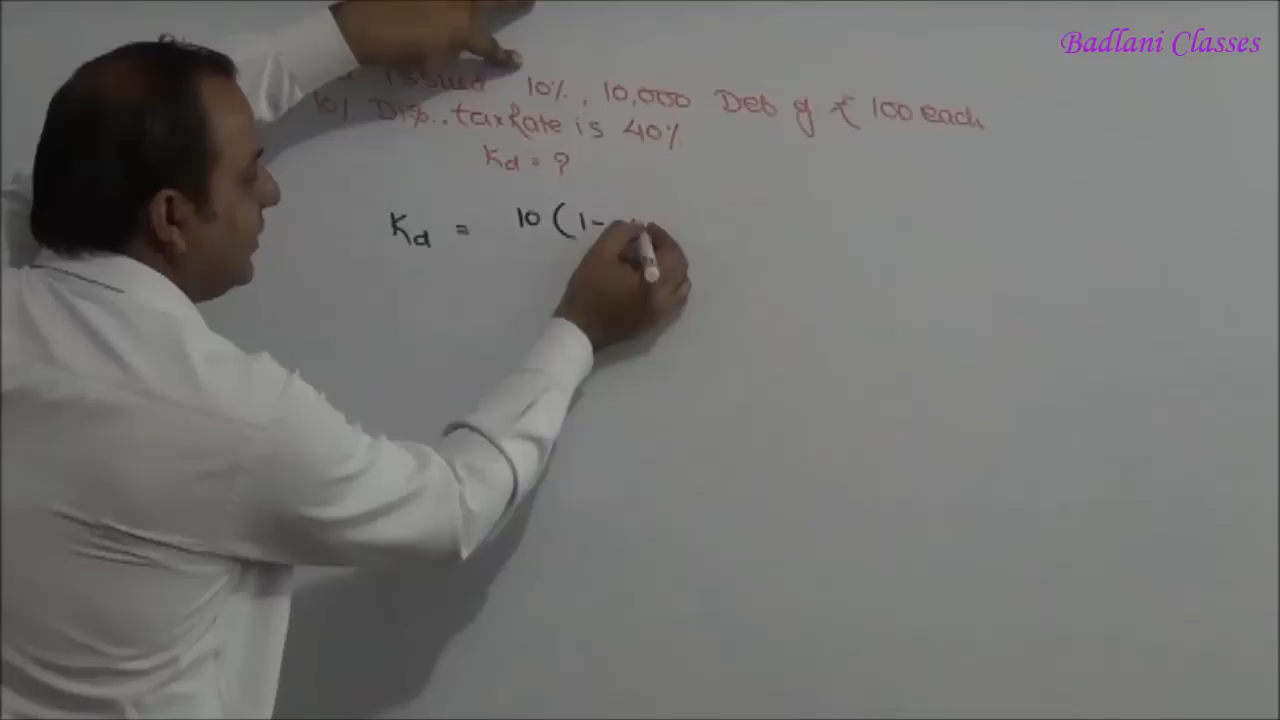 Badlani Classes
issued 10%, 10,000 Deb of ₹ 100 each
10% Dis.. tax Rate is 40%
Kd = ?
Kd = 10 (1-